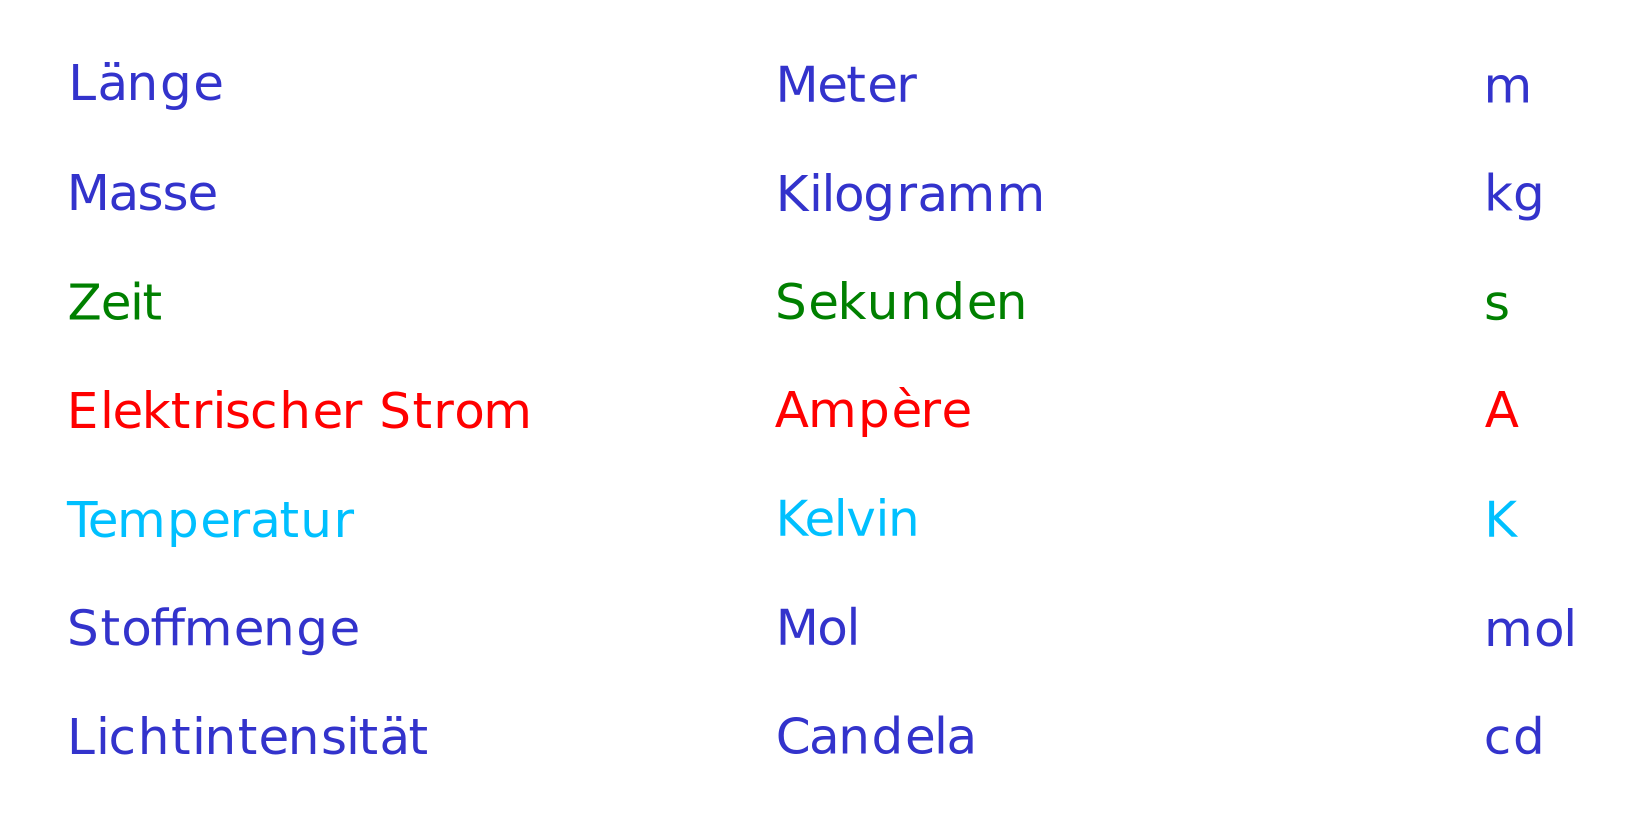 Länge Meter m
Masse Kilogramm kg
Zeit Sekunden s
Elektrischer Strom Ampère A
Temperatur Kelvin K
Stoffmenge Mol mol
Lichtintensität Candela cd